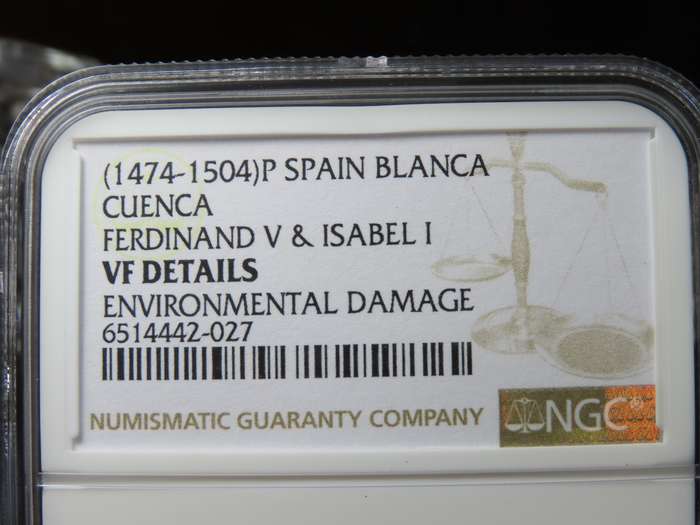 (1474-1504)P SPAIN BLANCA
CUENCA
FERDINAND V & ISABEL I
VF DETAILS
ENVIRONMENTAL DAMAGE
6514442-027
NUMISMATIC GUARANTY COMPANY
NGC®